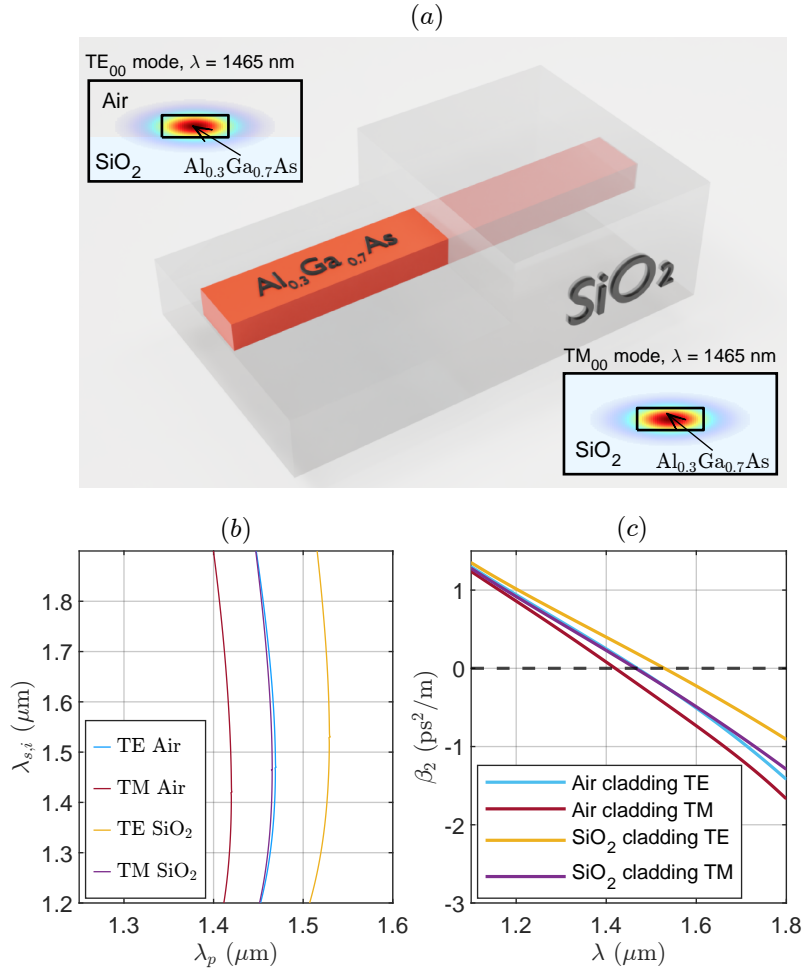 (a)
TE00 mode, λ = 1465 nm
Air
SiO2
Al0.3Ga0.7As
Al0.3Ga0.7As
SiO2
TM00 mode, λ = 1465 nm
SiO2
Al0.3Ga0.7As
(b)
1.8
1.7
1.6
1.5
1.4
1.3
1.2
λs,i (μm)
TE Air
TM Air
TE SiO2
TM SiO2
1.3 1.4 1.5 1.6
λp (μm)
(c)
1
0
-1
-2
-3
β2 (ps2/m)
Air cladding TE
Air cladding TM
SiO2 cladding TE
SiO2 cladding TM
1.2 1.4 1.6 1.8
λ (μm)